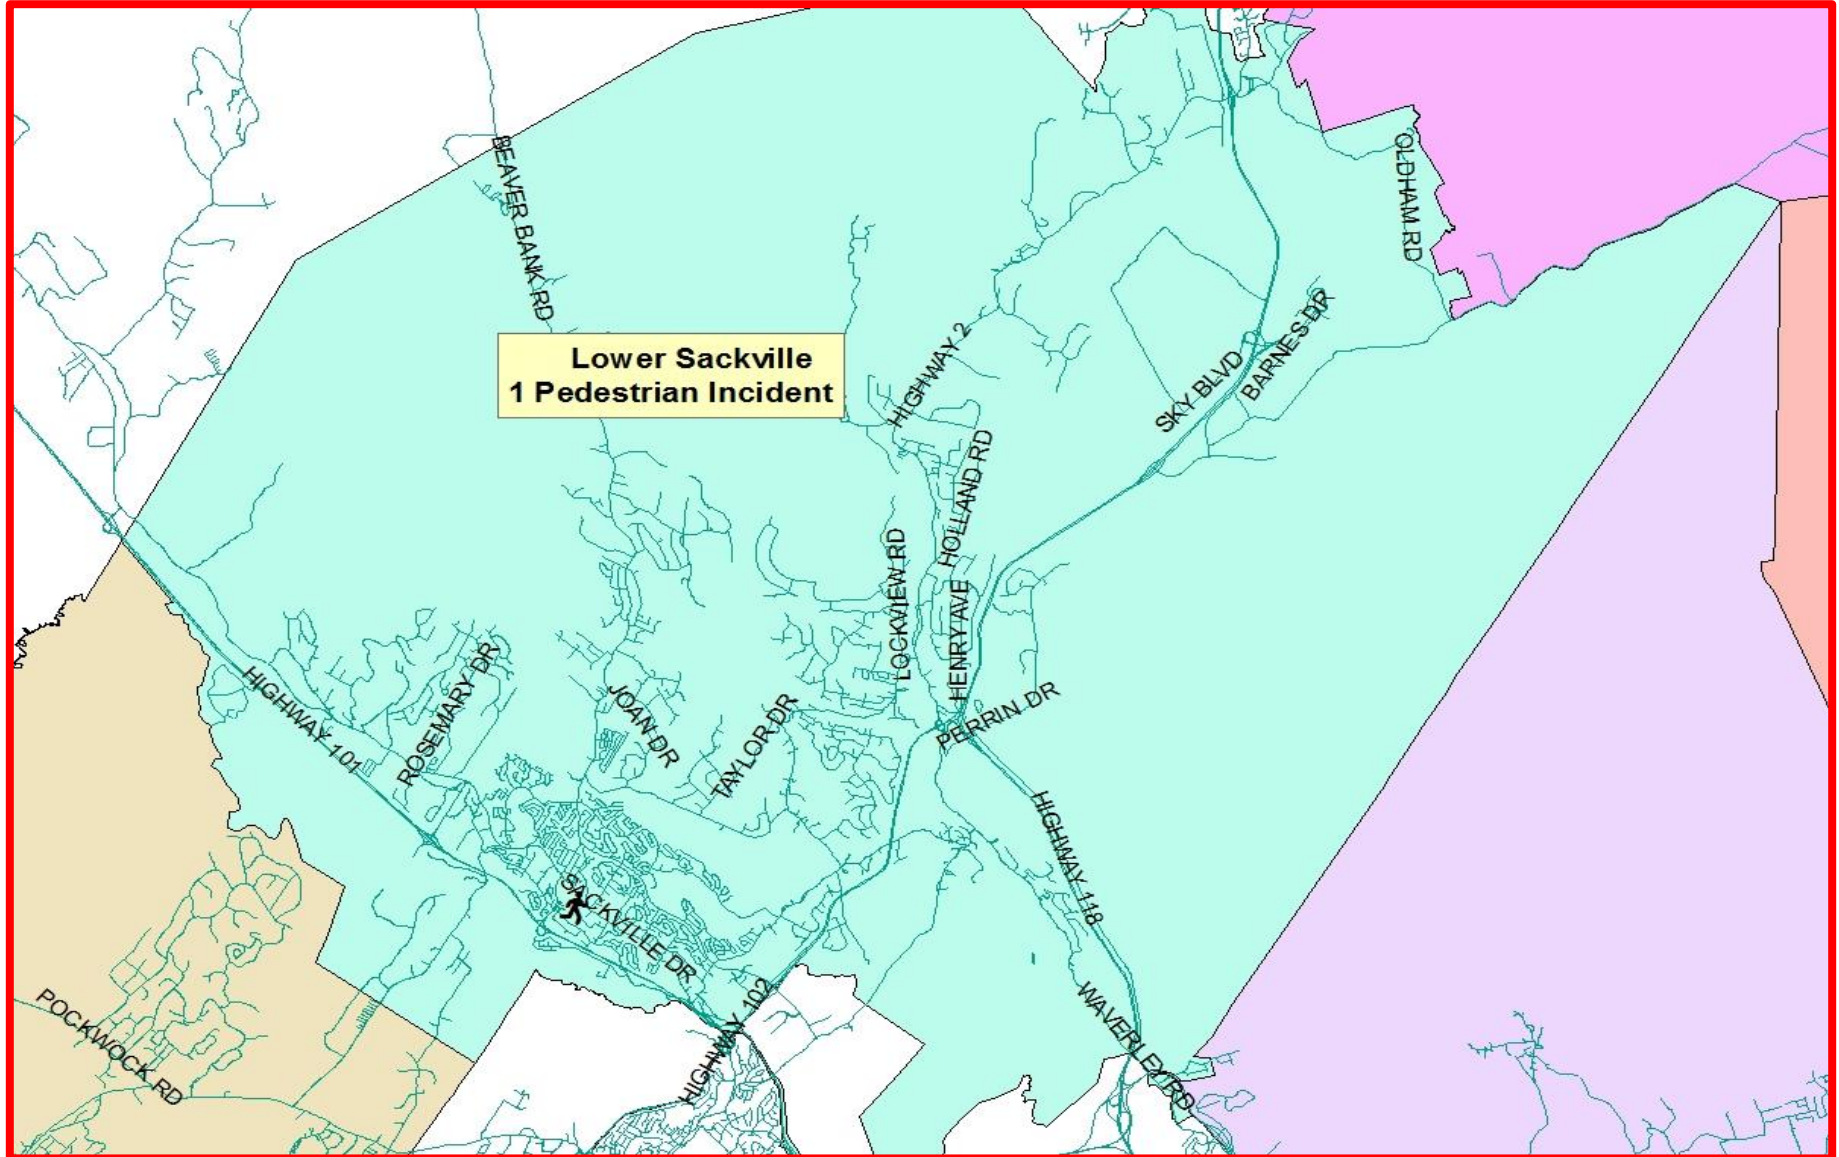 BEAVER BANK RD
OLDHAM RD
Lower Sackville
1 Pedestrian Incident
HIGHWAY 2
SKY BLVD
BARNES DR
HOLLAND RD
LOCKVIEW RD
HENRY AVE
HIGHWAY 101
ROSEMARY DR
JOAN DR
TAYLOR DR
PERRIN DR
HIGHWAY 118
SACKVILLE DR
HIGHWAY 102
WAVERLEY RD
POCKWOCK RD